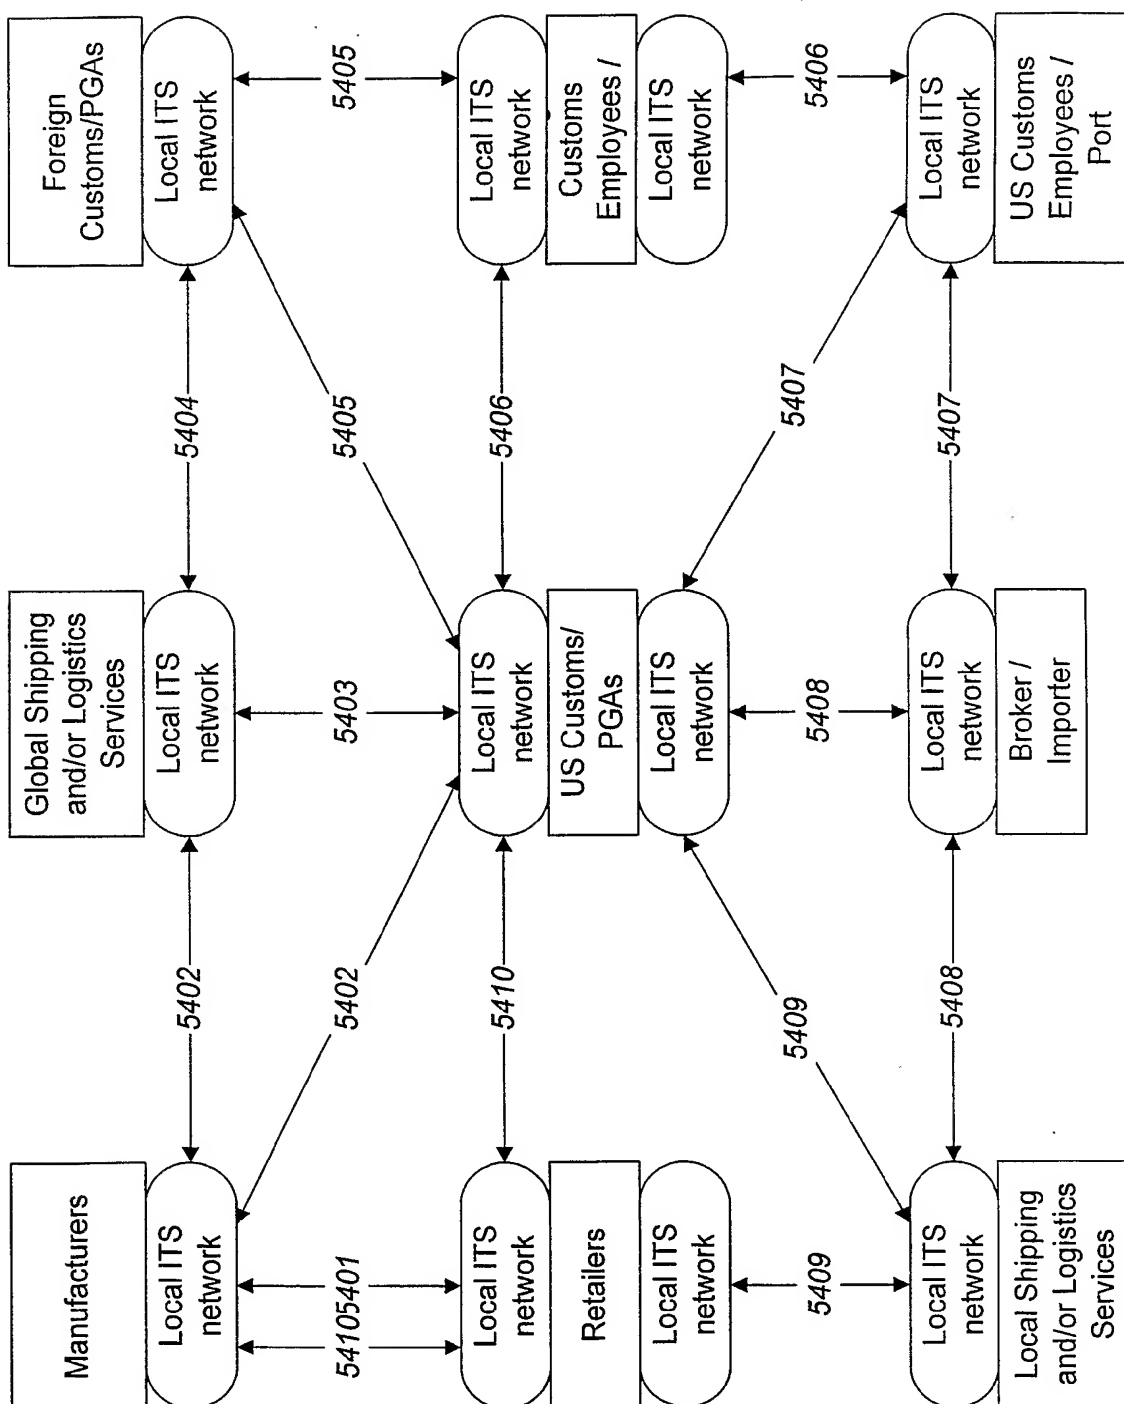 Manufacturers
Local ITS
network
5402
Global Shipping
and/or Logistics
Services
Local ITS
network
5404
Foreign
Customs/PGAs
Local ITS
network
5410
5401
5402
5403
5405
5405
Local ITS
network
Retailers
Local ITS
network
5410
Local ITS
network
US Customs/
PGAs
Local ITS
network
5406
Local ITS
network
Customs
Employees /
Local ITS
network
5409
5409
5408
5407
5406
Local ITS
network
Local Shipping
and/or Logistics
Services
5408
Local ITS
network
Broker /
Importer
5407
Local ITS
network
US Customs
Employees /
Port